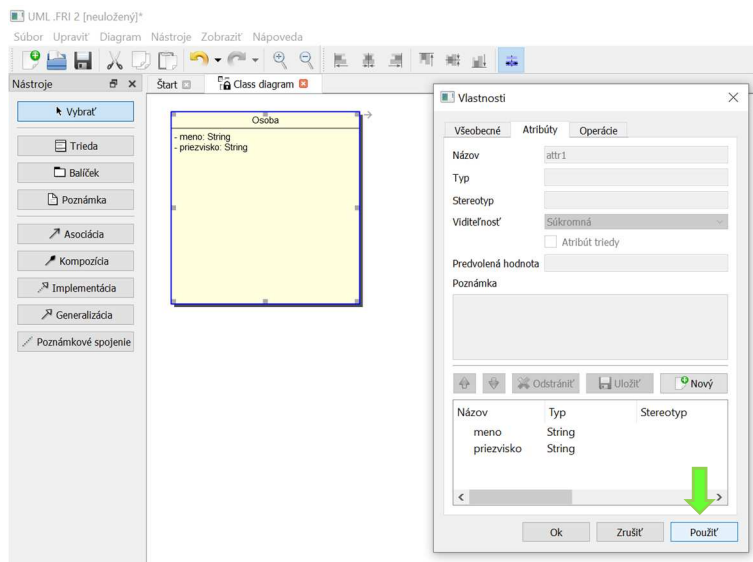 UML .FRI 2 [neuložený]*
Súbor Upraviť Diagram Nástroje Zobraziť Nápoveda
Nástroje
Štart
Class diagram
Vybrať
Trieda
Balíček
Poznámka
Asociácia
Kompozícia
Implementácia
Generalizácia
Poznámkové spojenie
Osoba
- meno: String
- priezvisko: String
Vlastnosti
Všeobecné Atribúty Operácie
Názov attr1
Typ
Stereotyp
Viditeľnosť Súkromná
Atribút triedy
Predvolená hodnota
Poznámka
Odstrániť Uložiť Nový
Názov Typ Stereotyp
meno String
priezvisko String
Ok Zrušiť Použiť